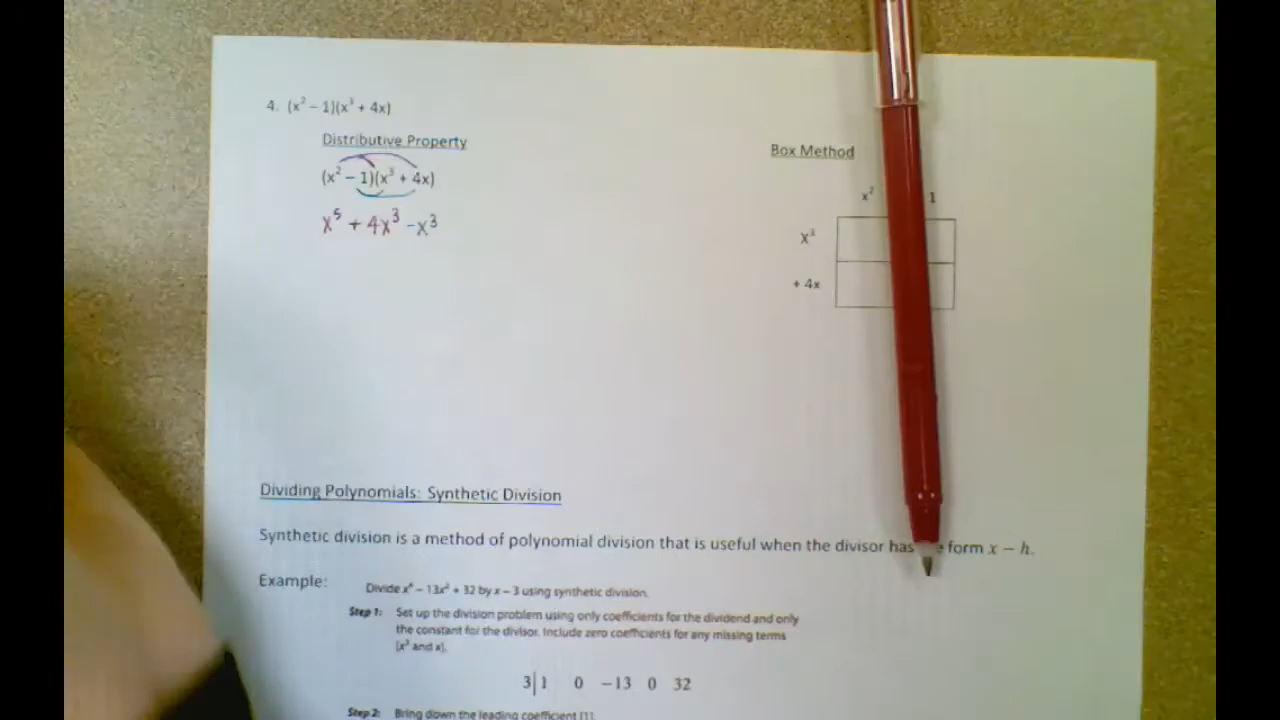 4. (x² – 1)(x³ + 4x)
Distributive Property
(x² – 1)(x³ + 4x)
x⁵ + 4x³ - x³
Box Method
x² 1
x³
+ 4x
Dividing Polynomials: Synthetic Division
Synthetic division is a method of polynomial division that is useful when the divisor has form x – h.
Example:
Divide x⁴ – 13x² + 32 by x – 3 using synthetic division.
Step 1: Set up the division problem using only coefficients for the dividend and only
the constant for the divisor. Include zero coefficients for any missing terms
[x³ and x].
3| 1 0 –13 0 32
Step 2: Bring down the leading coefficient [1].